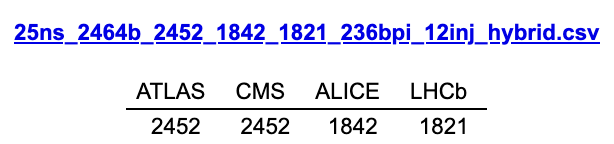 25ns_2464b_2452_1842_1821_236bpi_12inj_hybrid.csv
ATLAS CMS ALICE LHCb
2452 2452 1842 1821